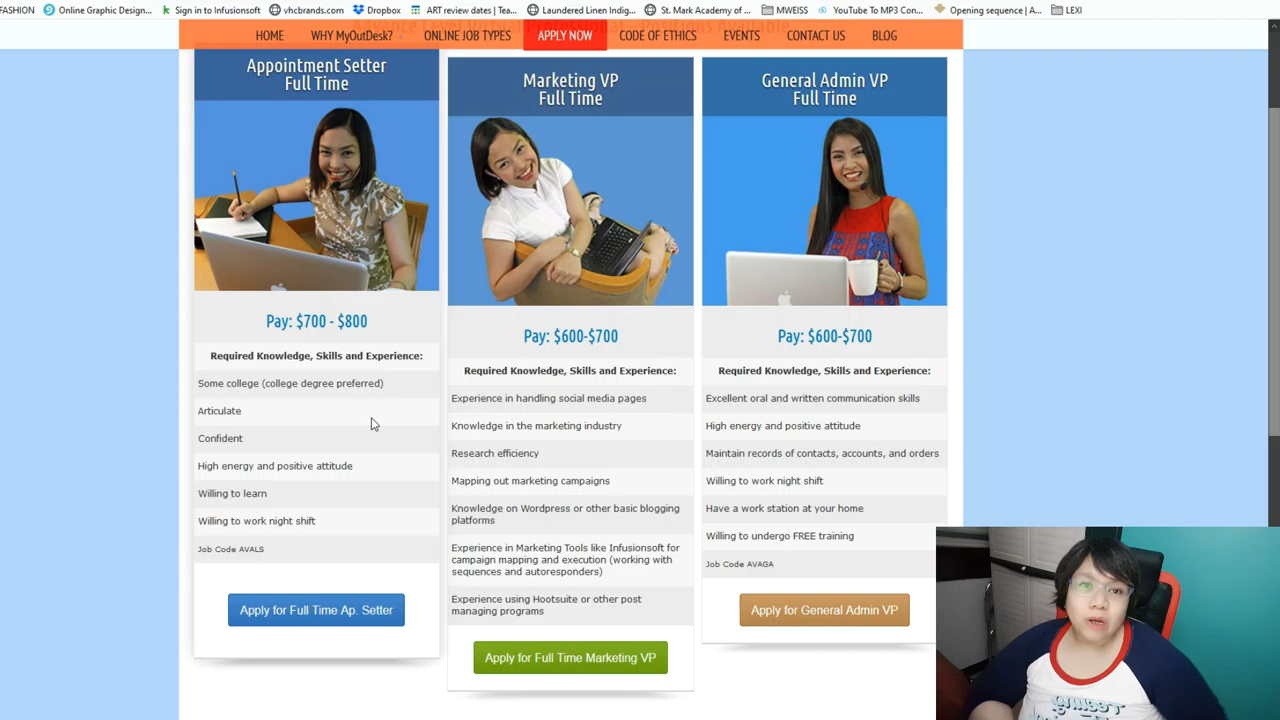 FASHION Online Graphic Design... Sign in to Infusionsoft vhcbrands.com Dropbox ART review dates | Tea... Laundered Linen Indig... St. Mark Academy of ... MWEISS YouTube To MP3 Con... Opening sequence | A... LEXI
Advance Level Virtual Professional - Positions Available
HOME WHY MyOutDesk? ONLINE JOB TYPES APPLY NOW CODE OF ETHICS EVENTS CONTACT US BLOG
Appointment Setter
Full Time
Pay: $700 - $800
Required Knowledge, Skills and Experience:
Some college (college degree preferred)
Articulate
Confident
High energy and positive attitude
Willing to learn
Willing to work night shift
Job Code AVALS
Apply for Full Time Ap. Setter
Marketing VP
Full Time
Pay: $600-$700
Required Knowledge, Skills and Experience:
Experience in handling social media pages
Knowledge in the marketing industry
Research efficiency
Mapping out marketing campaigns
Knowledge on Wordpress or other basic blogging
platforms
Experience in Marketing Tools like Infusionsoft for
campaign mapping and execution (working with
sequences and autoresponders)
Experience using Hootsuite or other post
managing programs
Apply for Full Time Marketing VP
General Admin VP
Full Time
Pay: $600-$700
Required Knowledge, Skills and Experience:
Excellent oral and written communication skills
High energy and positive attitude
Maintain records of contacts, accounts, and orders
Willing to work night shift
Have a work station at your home
Willing to undergo FREE training
Job Code AVAGA
Apply for General Admin VP